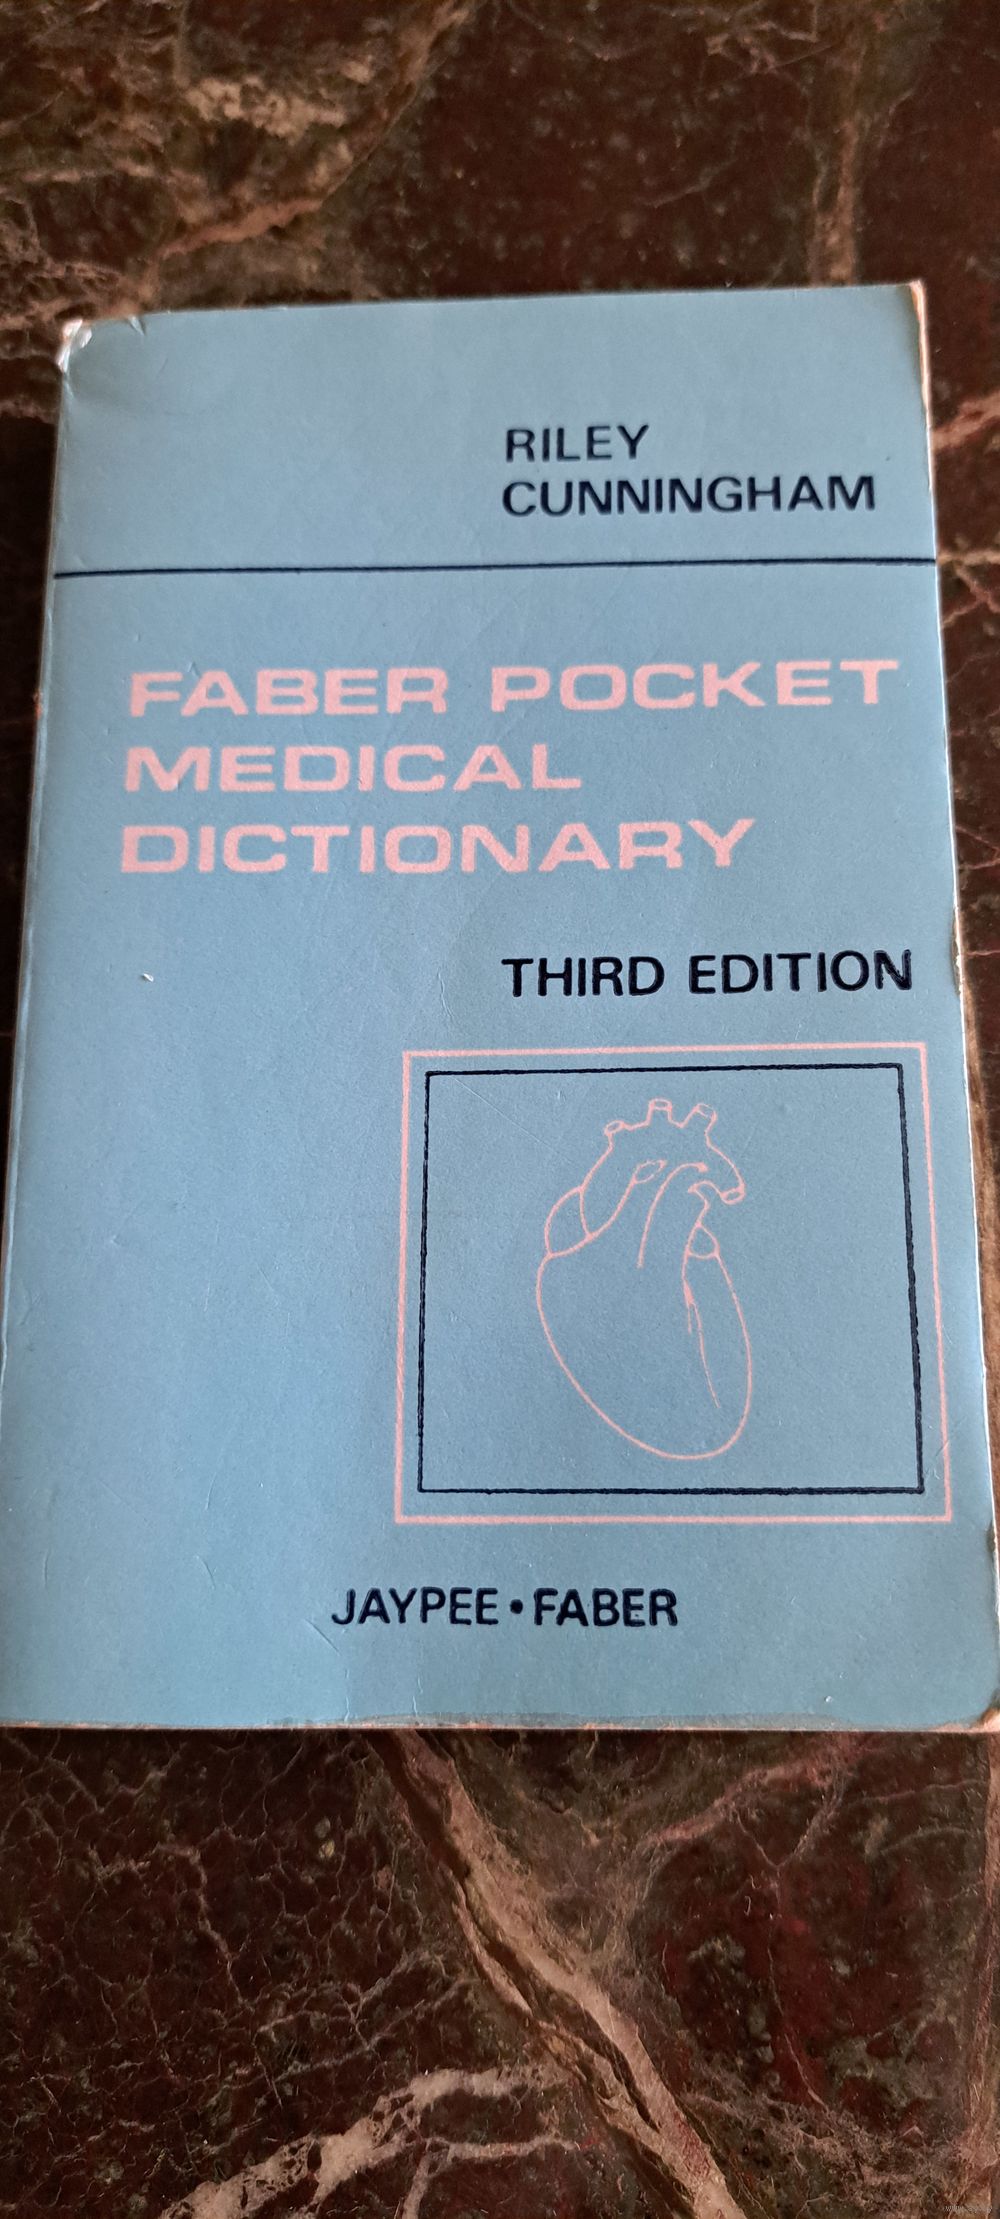 RILEY
CUNNINGHAM
FABER POCKET
MEDICAL
DICTIONARY
THIRD EDITION
JAYPEE • FABER